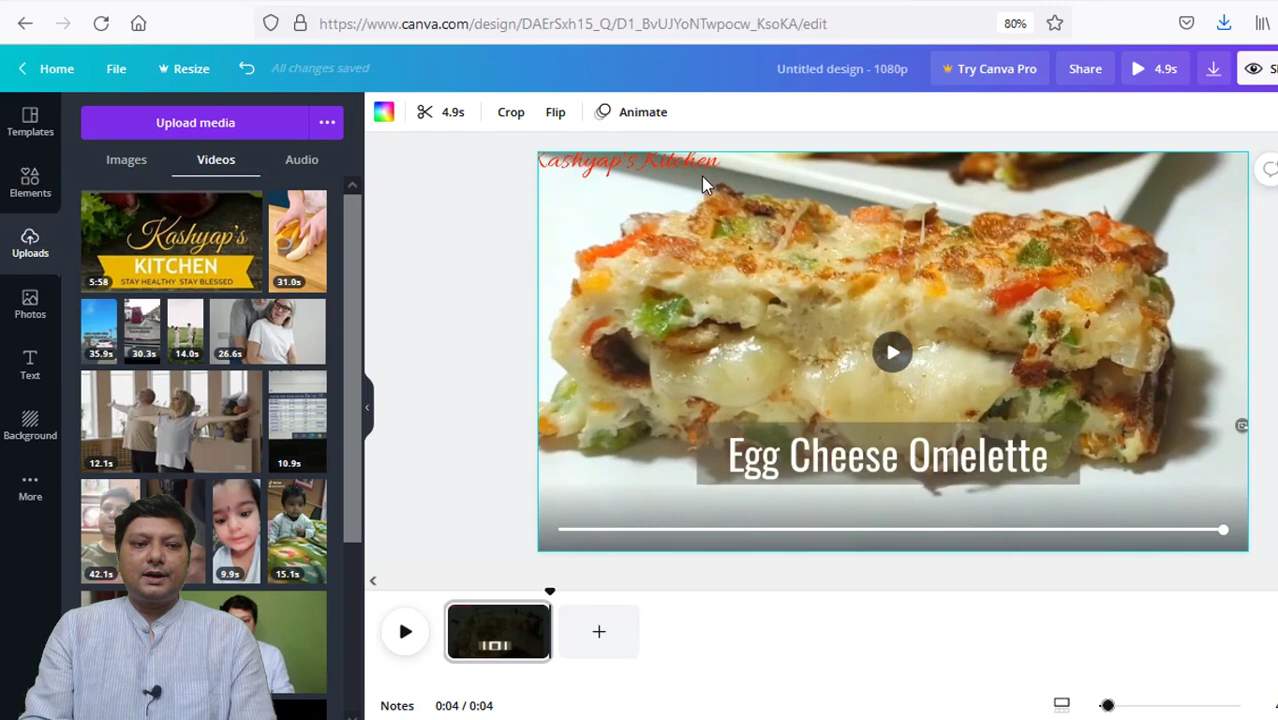 https://www.canva.com/design/DAErSxh15_Q/D1_BvUJYoNTwpocw_KsoKA/edit
80%
Home
File
Resize
All changes saved
Untitled design - 1080p
Try Canva Pro
Share
4.9s
Templates
Elements
Uploads
Photos
Text
Background
More
Upload media
Images
Videos
Audio
Kashyap's
KITCHEN
STAY HEALTHY STAY BLESSED
5:58
31.0s
35.9s
30.3s
14.0s
26.6s
12.1s
10.9s
42.1s
9.9s
15.1s
4.9s
Crop
Flip
Animate
Kashyap's Kitchen
Egg Cheese Omelette
Notes
0:04 / 0:04